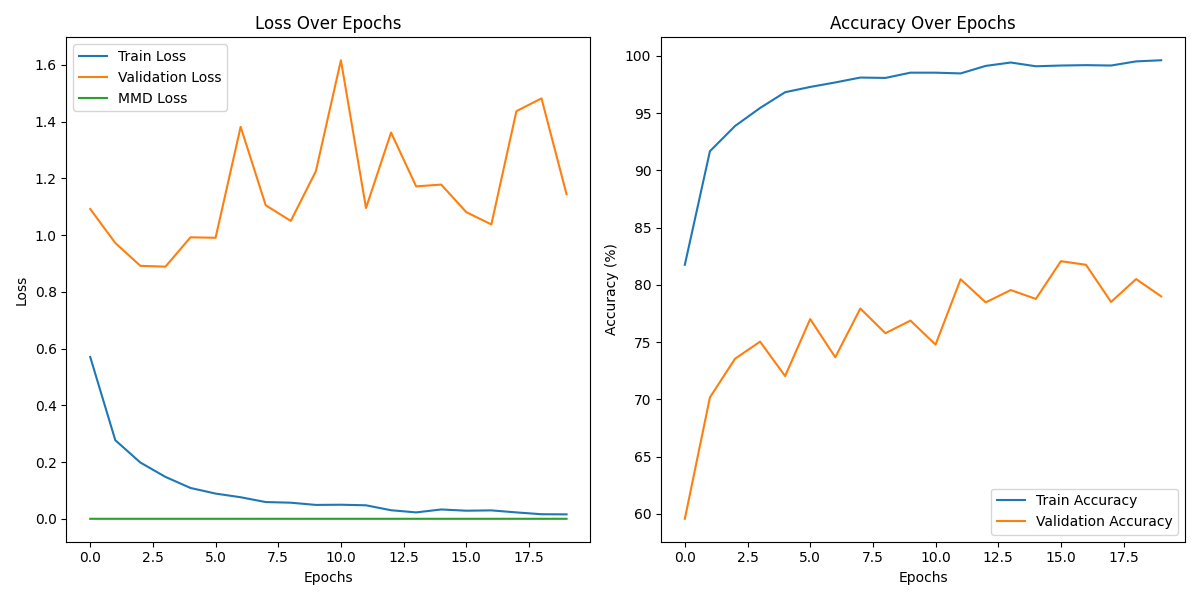 Loss Over Epochs
Train Loss
Validation Loss
MMD Loss
1.6
1.4
1.2
1.0
0.8
0.6
0.4
0.2
0.0
Loss
0.0 2.5 5.0 7.5 10.0 12.5 15.0 17.5
Epochs
Accuracy Over Epochs
100
95
90
85
80
75
70
65
60
Accuracy (%)
Train Accuracy
Validation Accuracy
0.0 2.5 5.0 7.5 10.0 12.5 15.0 17.5
Epochs